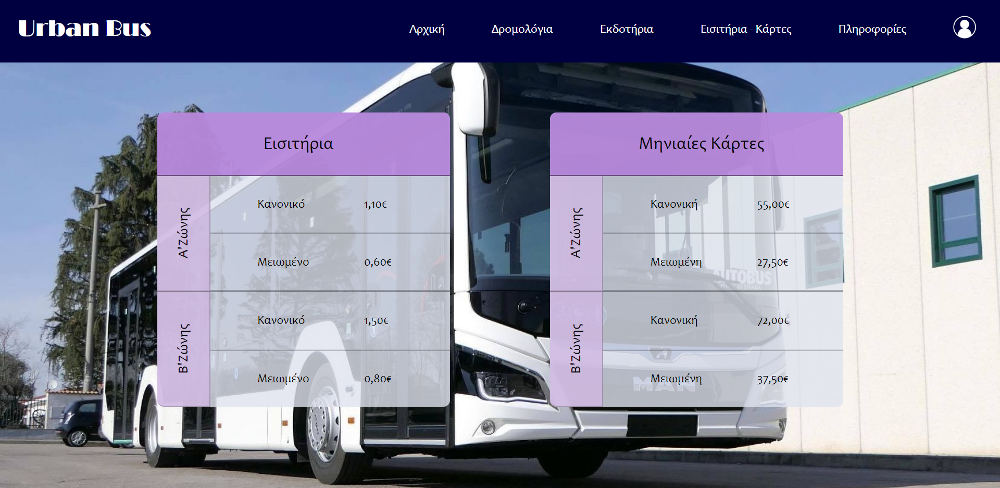 Urban Bus
Αρχική
Δρομολόγια
Εκδοτήρια
Εισιτήρια - Κάρτες
Πληροφορίες
Εισιτήρια
Α'Ζώνης
Κανονικό 1,10€
Μειωμένο 0,60€
Β'Ζώνης
Κανονικό 1,50€
Μειωμένο 0,80€
Μηνιαίες Κάρτες
Α'Ζώνης
Κανονική 55,00€
Μειωμένη 27,50€
Β'Ζώνης
Κανονική 72,00€
Μειωμένη 37,50€
AUTOBUS
MAN